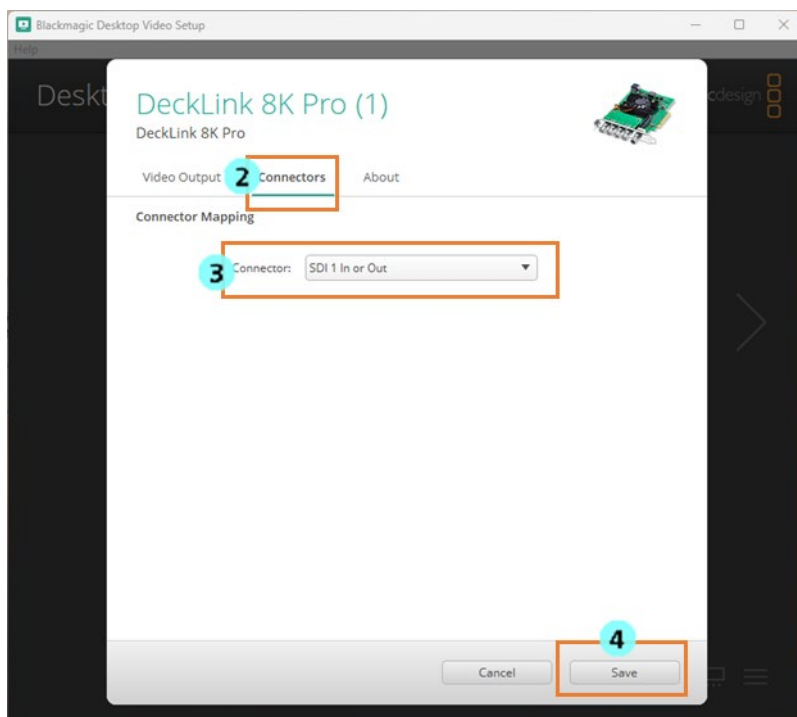 Blackmagic Desktop Video Setup
Help
Deskt
cdesign
DeckLink 8K Pro (1)
DeckLink 8K Pro
Video Output 2 Connectors About
Connector Mapping
3 Connector: SDI 1 In or Out
4
Cancel Save